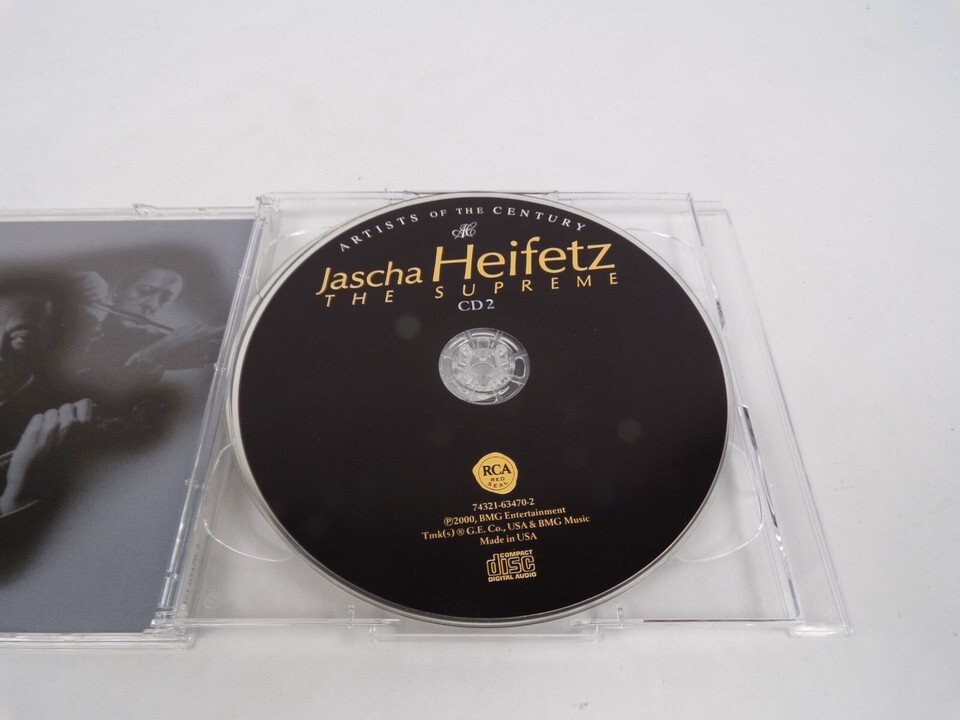 ARTISTS OF THE CENTURY
AC
Jascha Heifetz
THE SUPREME
CD 2
RCA
RED
SEAL
74321-63470-2
℗2000, BMG Entertainment
Tmk(s) ® G.E. Co., USA & BMG Music
Made in USA
COMPACT
disc
DIGITAL AUDIO